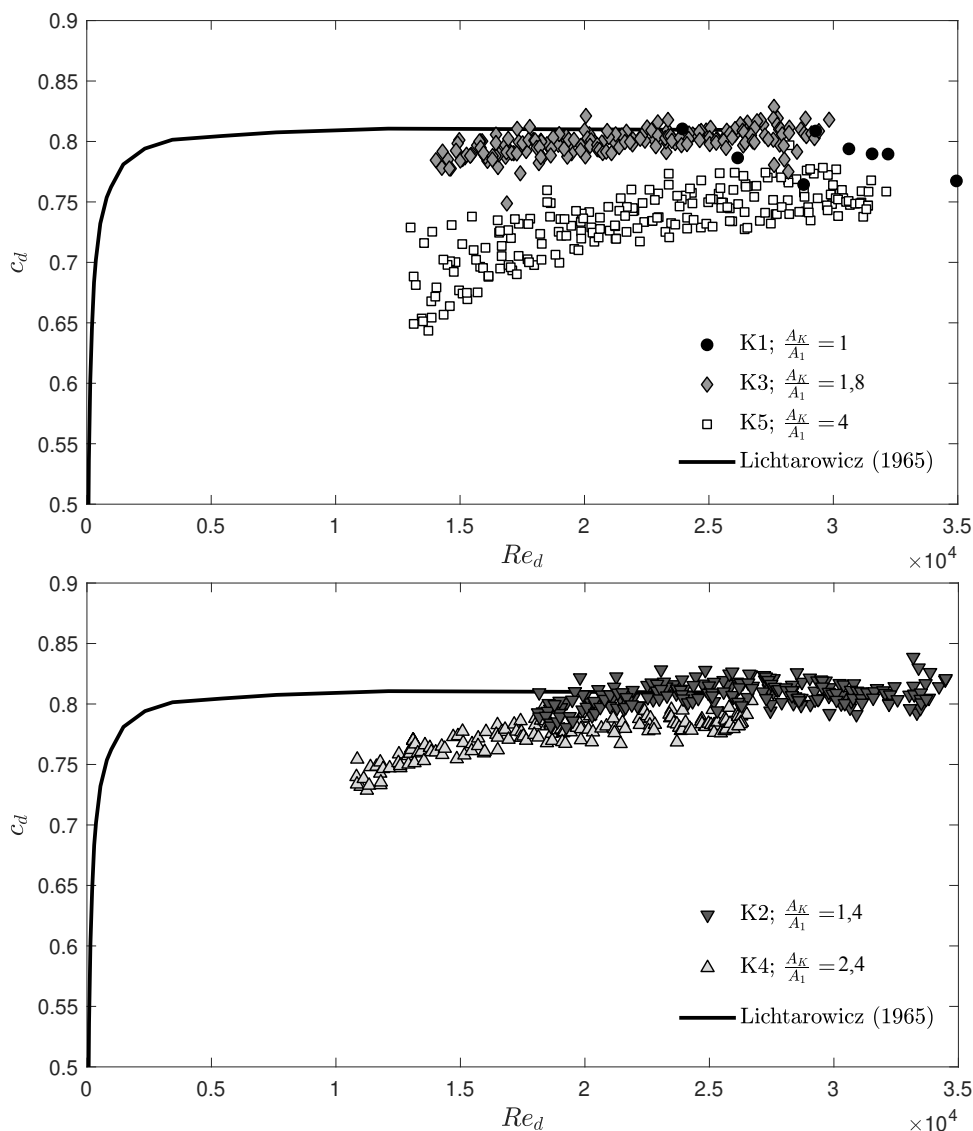 0.9
0.85
0.8
0.75
0.7
0.65
0.6
0.55
0.5
c_d
K1; A_K/A_1 = 1
K3; A_K/A_1 = 1,8
K5; A_K/A_1 = 4
Lichtarowicz (1965)
0 0.5 1 1.5 2 2.5 3 3.5
Re_d
×10^4
0.9
0.85
0.8
0.75
0.7
0.65
0.6
0.55
0.5
c_d
K2; A_K/A_1 = 1,4
K4; A_K/A_1 = 2,4
Lichtarowicz (1965)
0 0.5 1 1.5 2 2.5 3 3.5
Re_d
×10^4